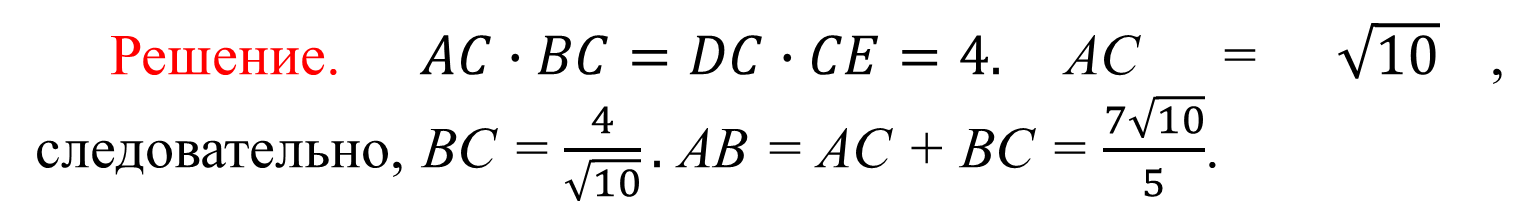 Решение. AC · BC = DC · CE = 4. AC = √10 ,
следовательно, BC = 4/√10 . AB = AC + BC = 7√10/5 .